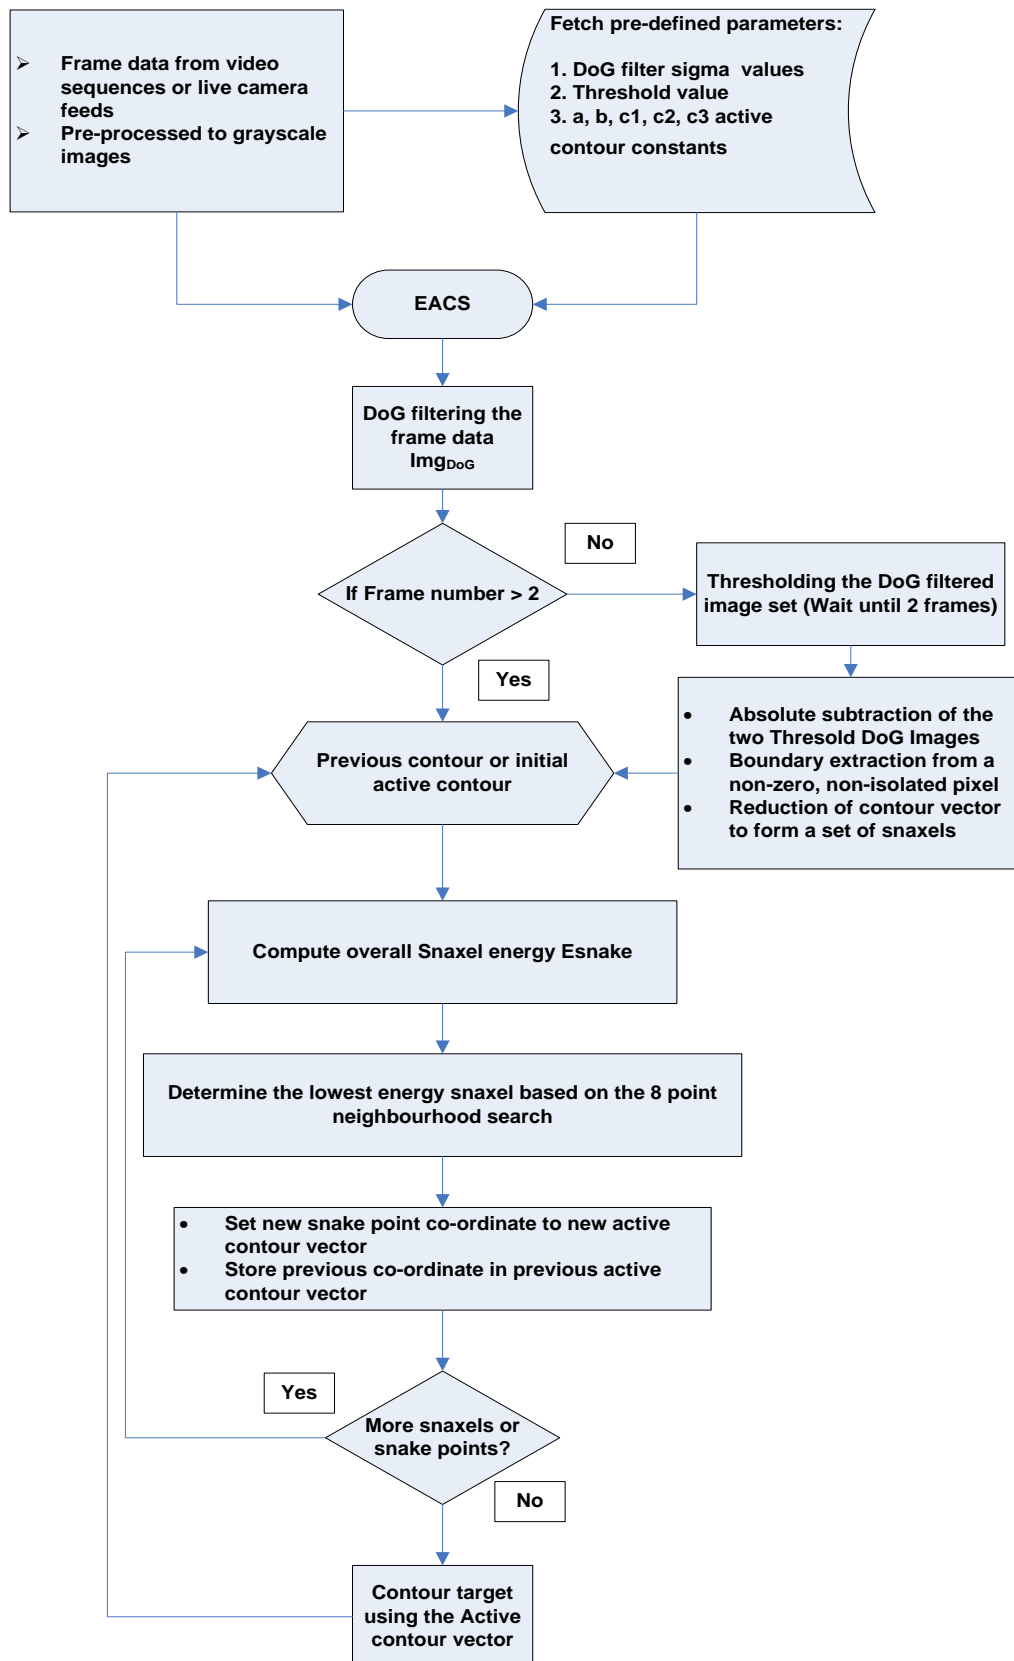 ➢ Frame data from video
sequences or live camera
feeds
➢ Pre-processed to grayscale
images
Fetch pre-defined parameters:
1. DoG filter sigma values
2. Threshold value
3. a, b, c1, c2, c3 active
contour constants
EACS
DoG filtering the
frame data
ImgDoG
If Frame number > 2
No
Thresholding the DoG filtered
image set (Wait until 2 frames)
Yes
• Absolute subtraction of the
two Thresold DoG Images
• Boundary extraction from a
non-zero, non-isolated pixel
• Reduction of contour vector
to form a set of snaxels
Previous contour or initial
active contour
Compute overall Snaxel energy Esnake
Determine the lowest energy snaxel based on the 8 point
neighbourhood search
• Set new snake point co-ordinate to new active
contour vector
• Store previous co-ordinate in previous active
contour vector
Yes
More snaxels or
snake points?
No
Contour target
using the Active
contour vector